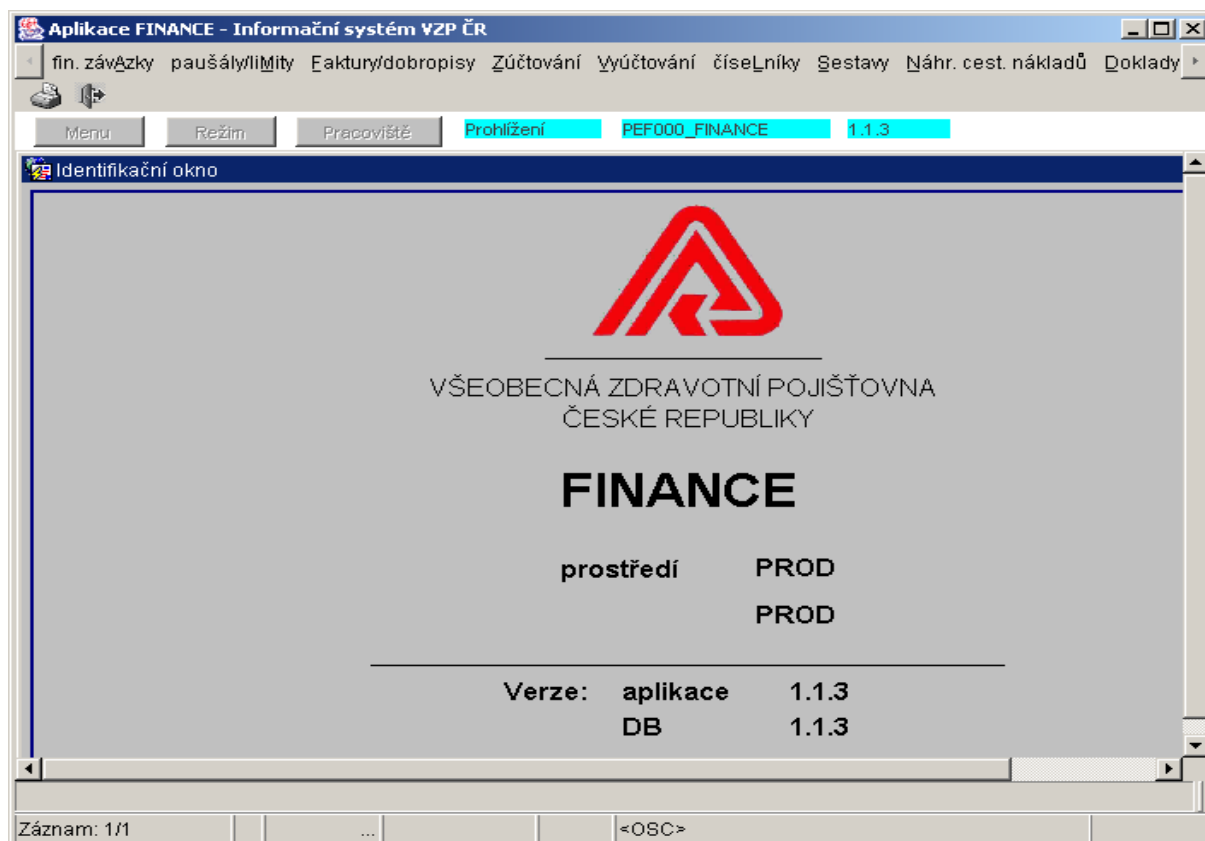 Aplikace FINANCE - Informační systém VZP ČR
fin. závAzky paušály/liMity Faktury/dobropisy Zúčtování Vyúčtování číseLníky Sestavy Náhr. cest. nákladů Doklady
Menu Režim Pracoviště Prohlížení PEF000_FINANCE 1.1.3
Identifikační okno
VŠEOBECNÁ ZDRAVOTNÍ POJIŠŤOVNA
ČESKÉ REPUBLIKY
FINANCE
prostředí PROD
PROD
Verze: aplikace 1.1.3
DB 1.1.3
Záznam: 1/1 ... <OSC>